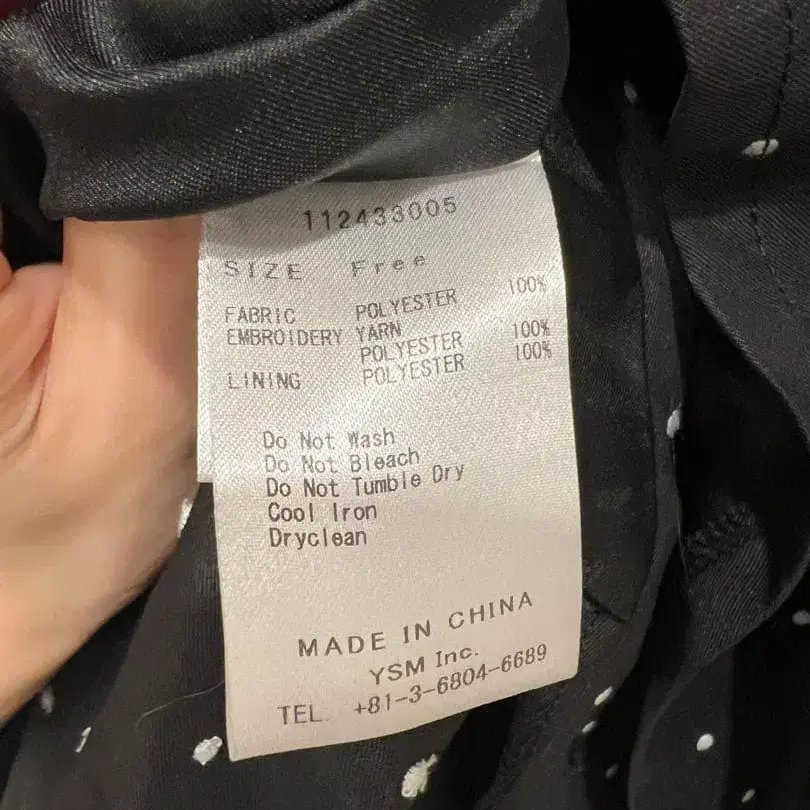 112433005
SIZE Free
FABRIC POLYESTER 100%
EMBROIDERY YARN
POLYESTER 100%
LINING POLYESTER 100%
Do Not Wash
Do Not Bleach
Do Not Tumble Dry
Cool Iron
Dryclean
MADE IN CHINA
YSM Inc.
TEL. +81-3-6804-6689